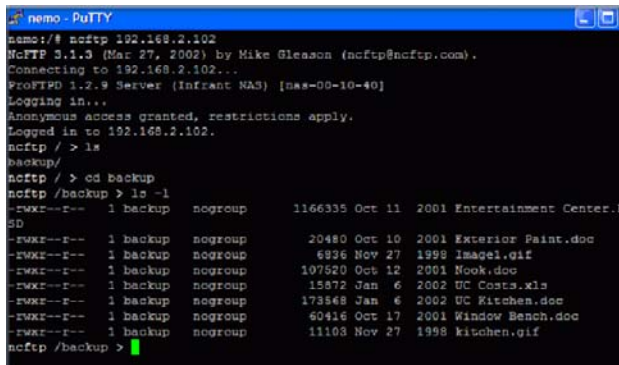 nemo - PuTTY
nemo:/# ncftp 192.168.2.102
NcFTP 3.1.3 (Mar 27, 2002) by Mike Gleason (ncftp@ncftp.com).
Connecting to 192.168.2.102...
ProFTPD 1.2.9 Server (Infrant NAS) [nas-00-10-40]
Logging in...
Anonymous access granted, restrictions apply.
Logged in to 192.168.2.102.
ncftp / > ls
backup/
ncftp / > cd backup
ncftp /backup > ls -l
-rwxr--r-- 1 backup nogroup 1166335 Oct 11 2001 Entertainment Center.
SD
-rwxr--r-- 1 backup nogroup 20480 Oct 10 2001 Exterior Paint.doc
-rwxr--r-- 1 backup nogroup 6836 Nov 27 1998 Image1.gif
-rwxr--r-- 1 backup nogroup 107520 Oct 12 2001 Nook.doc
-rwxr--r-- 1 backup nogroup 15872 Jan 6 2002 UC Costs.xls
-rwxr--r-- 1 backup nogroup 173568 Jan 6 2002 UC Kitchen.doc
-rwxr--r-- 1 backup nogroup 60416 Oct 17 2001 Window Bench.doc
-rwxr--r-- 1 backup nogroup 11103 Nov 27 1998 kitchen.gif
ncftp /backup >